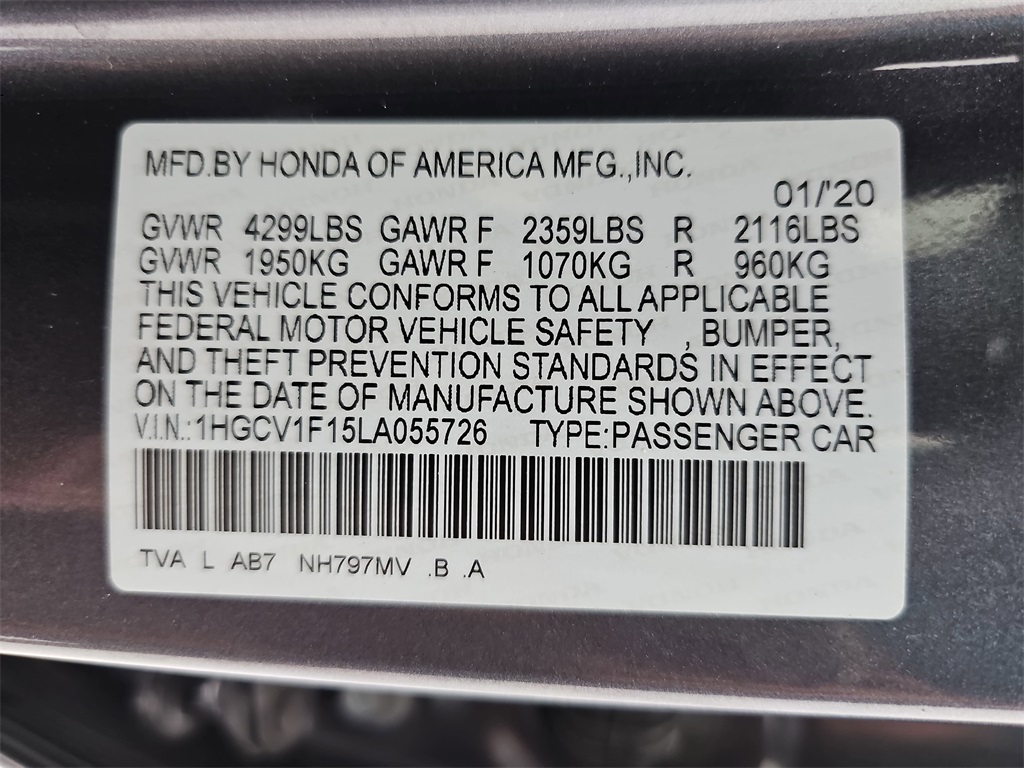 MFD.BY HONDA OF AMERICA MFG.,INC.
01/'20
GVWR 4299LBS GAWR F 2359LBS R 2116LBS
GVWR 1950KG GAWR F 1070KG R 960KG
THIS VEHICLE CONFORMS TO ALL APPLICABLE
FEDERAL MOTOR VEHICLE SAFETY , BUMPER,
AND THEFT PREVENTION STANDARDS IN EFFECT
ON THE DATE OF MANUFACTURE SHOWN ABOVE.
V.I.N.:1HGCV1F15LA055726 TYPE:PASSENGER CAR
TVA L AB7 NH797MV .B .A